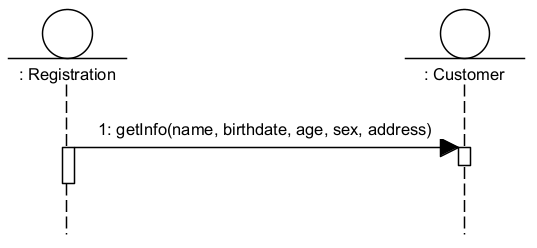 : Registration
: Customer
1: getInfo(name, birthdate, age, sex, address)